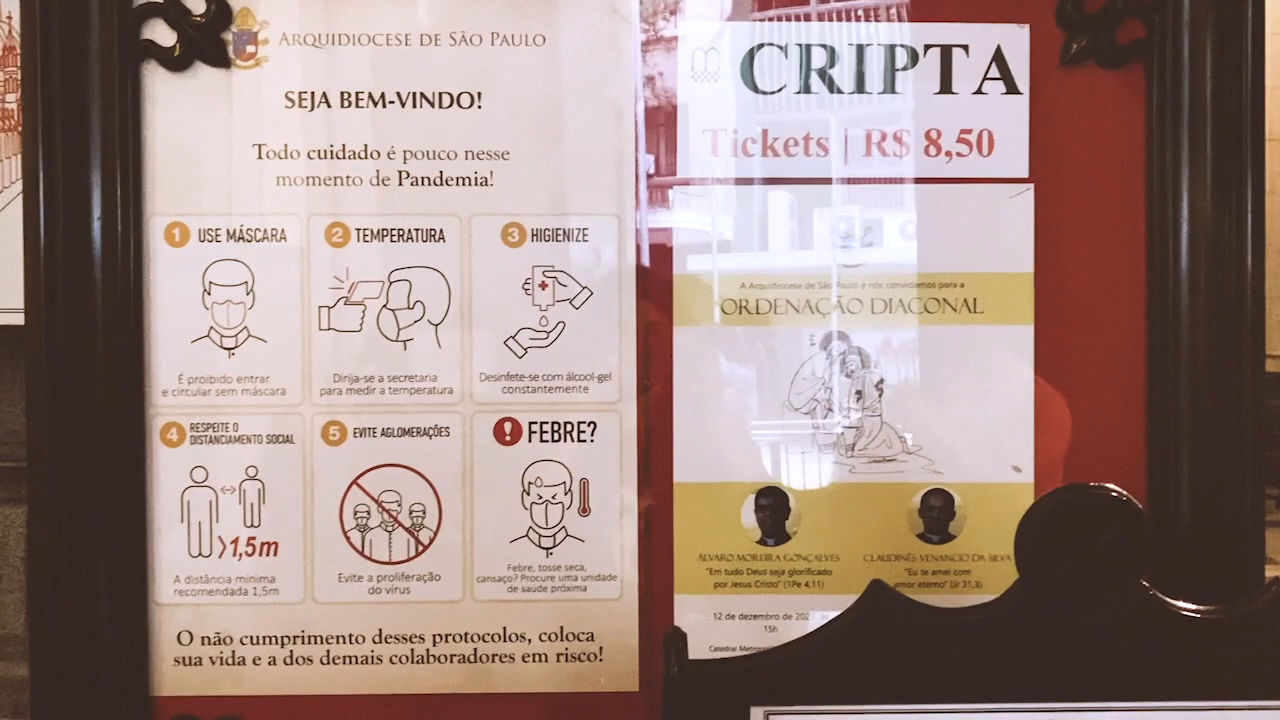 ARQUIDIOCESE DE SÃO PAULO
SEJA BEM-VINDO!
Todo cuidado é pouco nesse
momento de Pandemia!
1 USE MÁSCARA
É proibido entrar
e circular sem máscara
2 TEMPERATURA
Dirija-se a secretaria
para medir a temperatura
3 HIGIENIZE
Desinfete-se com álcool-gel
constantemente
4 RESPEITE O
DISTANCIAMENTO SOCIAL
>1,5m
A distância mínima
recomendada 1,5m
5 EVITE AGLOMERAÇÕES
Evite a proliferação
do vírus
! FEBRE?
Febre, tosse seca,
cansaço? Procure uma unidade
de saúde próxima
O não cumprimento desses protocolos, coloca
sua vida e a dos demais colaboradores em risco!
CRIPTA
Tickets | R$ 8,50
A Arquidiocese de São Paulo e nós convidamos para a
ORDENAÇÃO DIACONAL
ÁLVARO MOREIRA GONÇALVES
"Em tudo Deus seja glorificado
por Jesus Cristo" (1Pe 4,11)
CLAUDINÊS VENANCIO DA SILVA
"Eu te amei com
amor eterno" (Jr 31,3)
12 de dezembro de
15h
Catedral